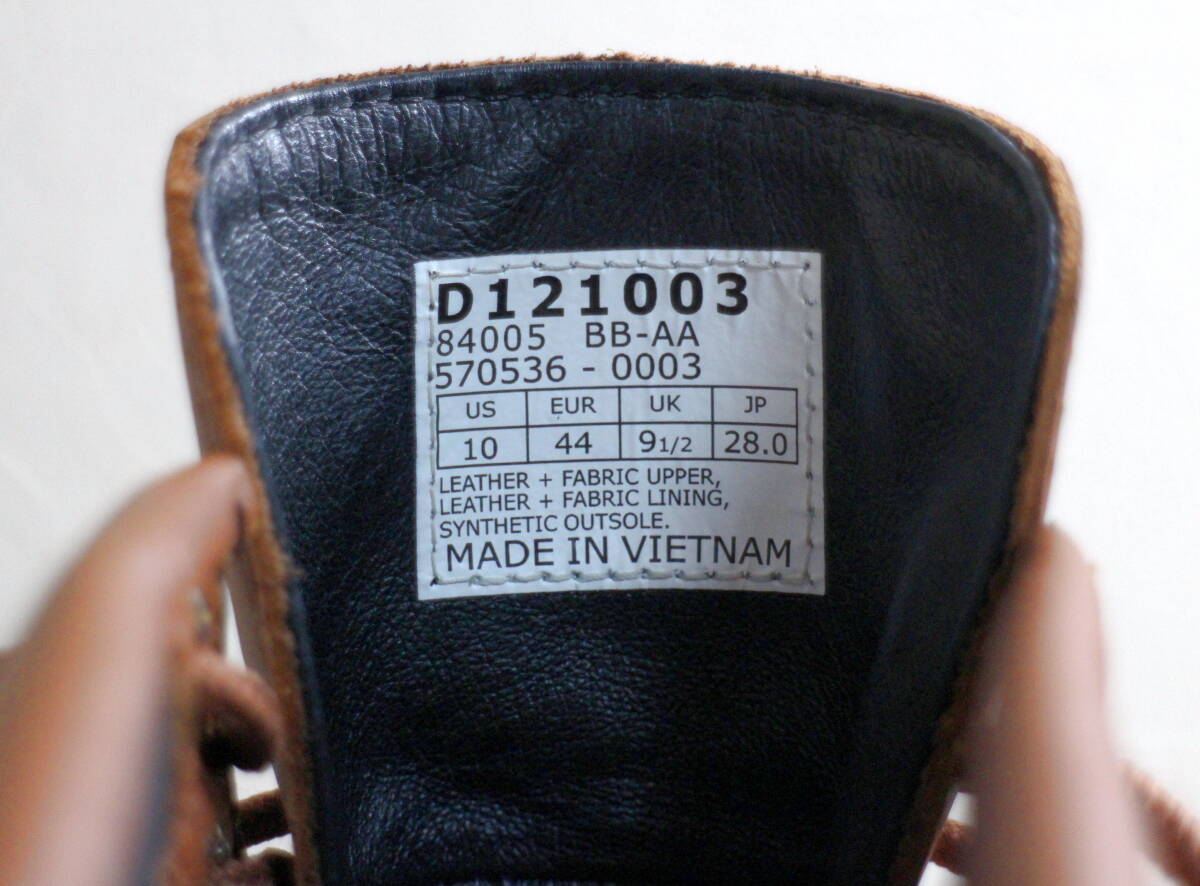 D121003
84005 BB-AA
570536 - 0003
US EUR UK JP
10 44 9 1/2 28.0
LEATHER + FABRIC UPPER,
LEATHER + FABRIC LINING,
SYNTHETIC OUTSOLE.
MADE IN VIETNAM